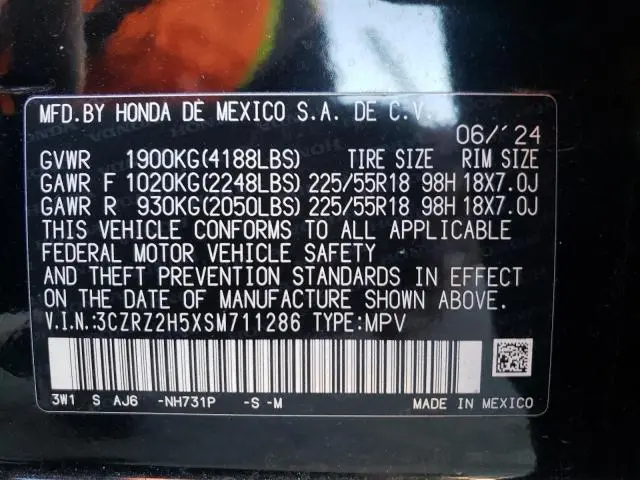 MFD.BY HONDA DE MEXICO S.A. DE C.V.
06/'24
GVWR 1900KG(4188LBS) TIRE SIZE RIM SIZE
GAWR F 1020KG(2248LBS) 225/55R18 98H 18X7.0J
GAWR R 930KG(2050LBS) 225/55R18 98H 18X7.0J
THIS VEHICLE CONFORMS TO ALL APPLICABLE
FEDERAL MOTOR VEHICLE SAFETY
AND THEFT PREVENTION STANDARDS IN EFFECT
ON THE DATE OF MANUFACTURE SHOWN ABOVE.
V.I.N.:3CZRZ2H5XSM711286 TYPE:MPV
3W1 S AJ6 -NH731P -S -M MADE IN MEXICO